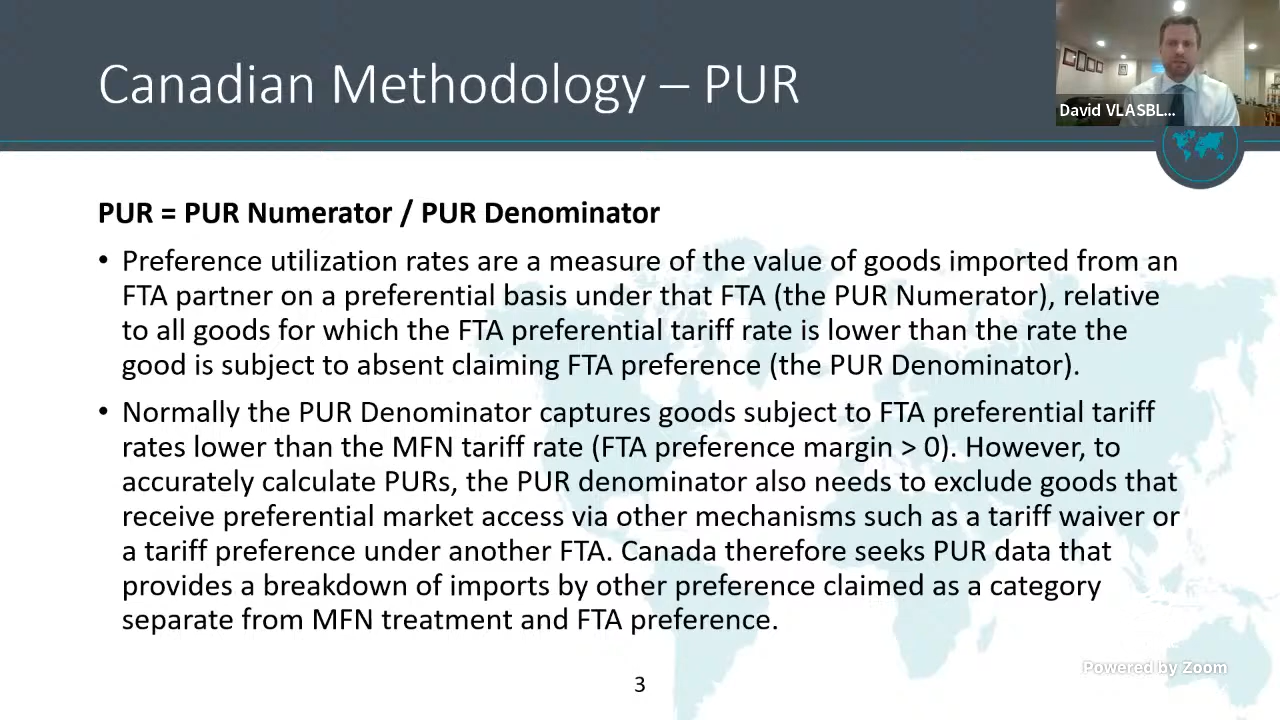 Canadian Methodology – PUR
David VLASBL...
PUR = PUR Numerator / PUR Denominator
• Preference utilization rates are a measure of the value of goods imported from an
FTA partner on a preferential basis under that FTA (the PUR Numerator), relative
to all goods for which the FTA preferential tariff rate is lower than the rate the
good is subject to absent claiming FTA preference (the PUR Denominator).
• Normally the PUR Denominator captures goods subject to FTA preferential tariff
rates lower than the MFN tariff rate (FTA preference margin > 0). However, to
accurately calculate PURs, the PUR denominator also needs to exclude goods that
receive preferential market access via other mechanisms such as a tariff waiver or
a tariff preference under another FTA. Canada therefore seeks PUR data that
provides a breakdown of imports by other preference claimed as a category
separate from MFN treatment and FTA preference.
Powered by Zoom
3